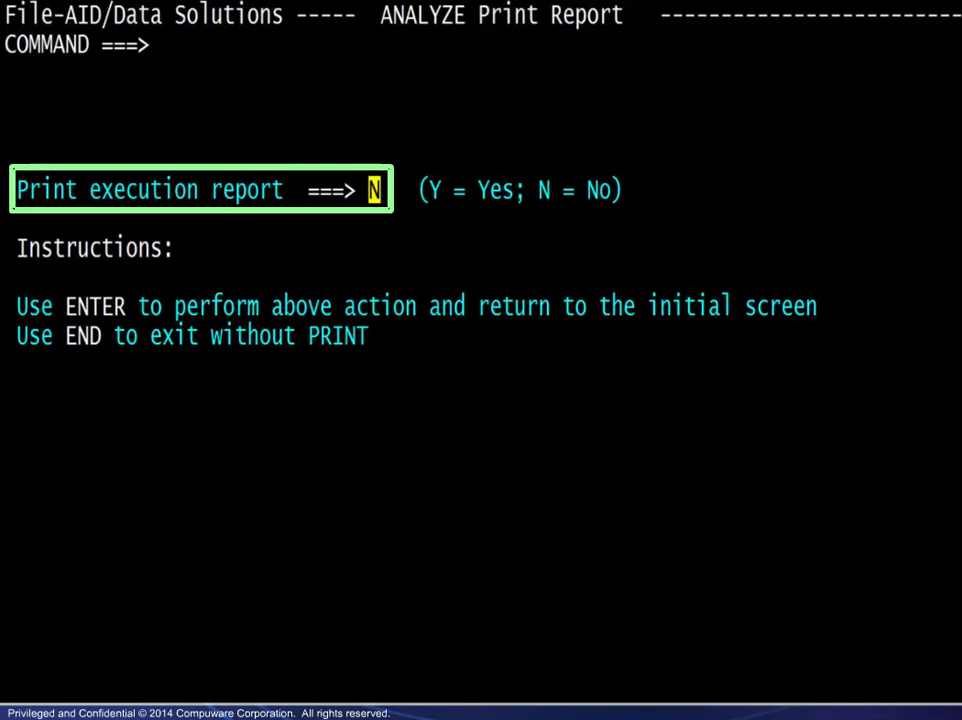 File-AID/Data Solutions ----- ANALYZE Print Report -------------------------
COMMAND ===>
Print execution report ===> N (Y = Yes; N = No)
Instructions:
Use ENTER to perform above action and return to the initial screen
Use END to exit without PRINT
Privileged and Confidential © 2014 Compuware Corporation. All rights reserved.